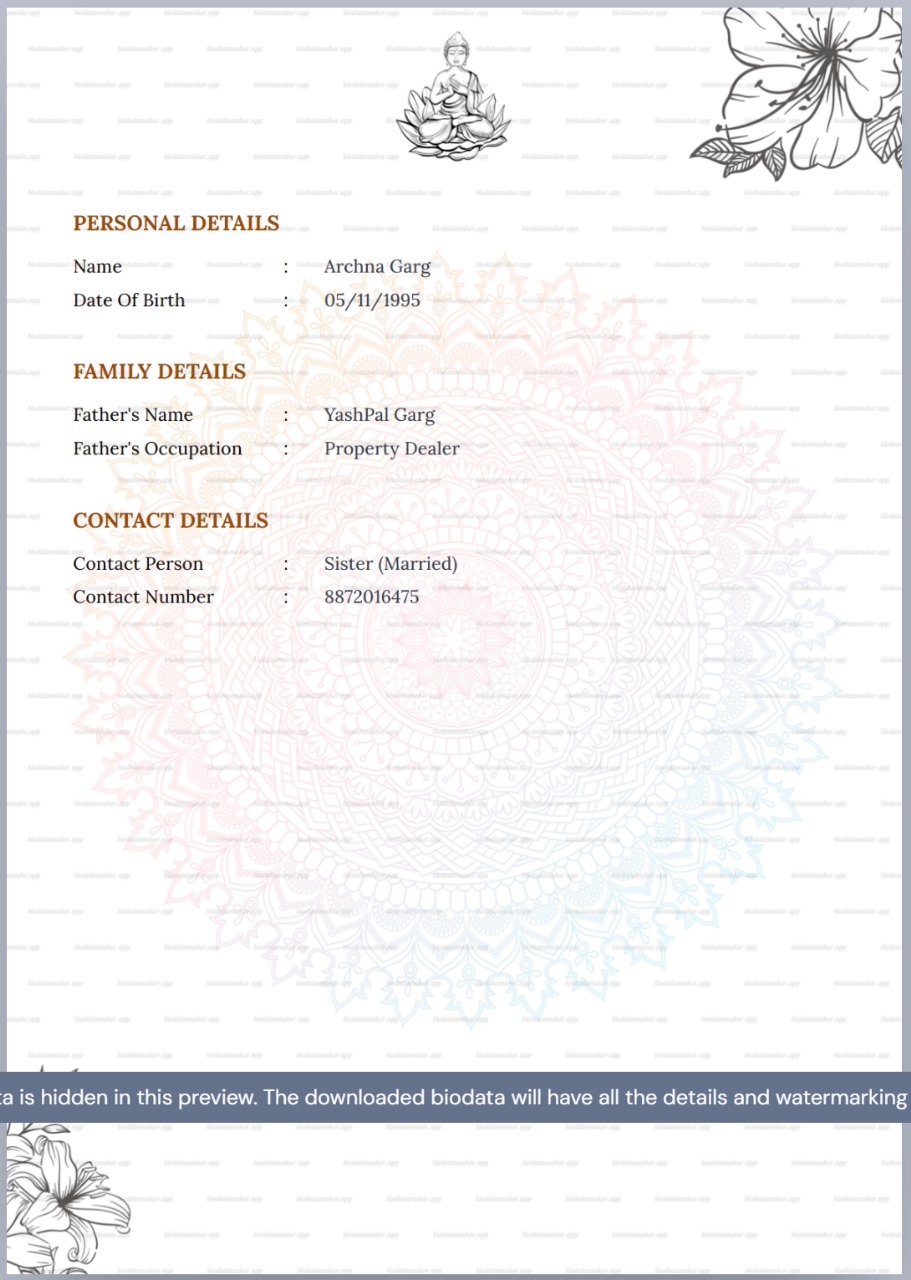 PERSONAL DETAILS
Name : Archna Garg
Date Of Birth : 05/11/1995
FAMILY DETAILS
Father's Name : YashPal Garg
Father's Occupation : Property Dealer
CONTACT DETAILS
Contact Person : Sister (Married)
Contact Number : 8872016475
is hidden in this preview. The downloaded biodata will have all the details and watermarking